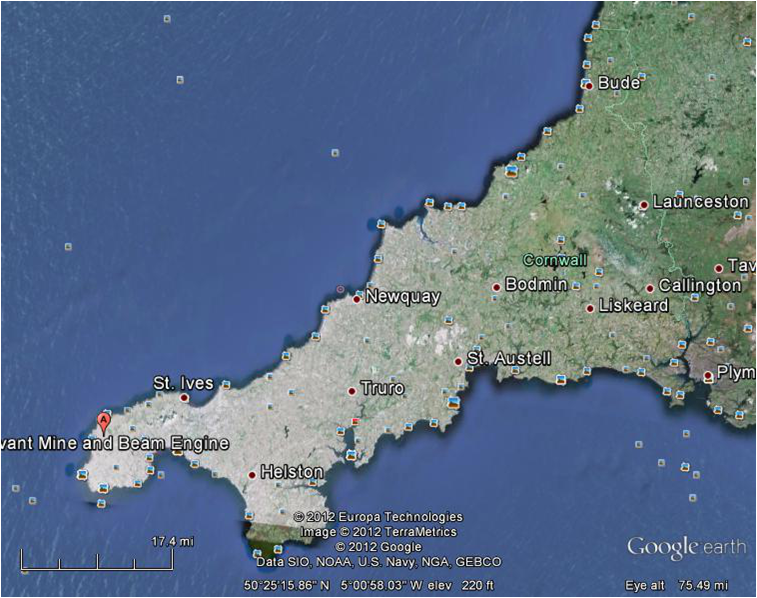 Bude
Launceston
Cornwall
Tav
Bodmin
Callington
Newquay
Liskeard
St. Austell
Plym
St. Ives
Truro
A
vant Mine and Beam Engine
Helston
© 2012 Europa Technologies
Image © 2012 TerraMetrics
© 2012 Google
Data SIO, NOAA, U.S. Navy, NGA, GEBCO
17.4 mi
Google earth
50°25'15.86" N 5°00'58.03" W elev 220 ft
Eye alt 75.49 mi